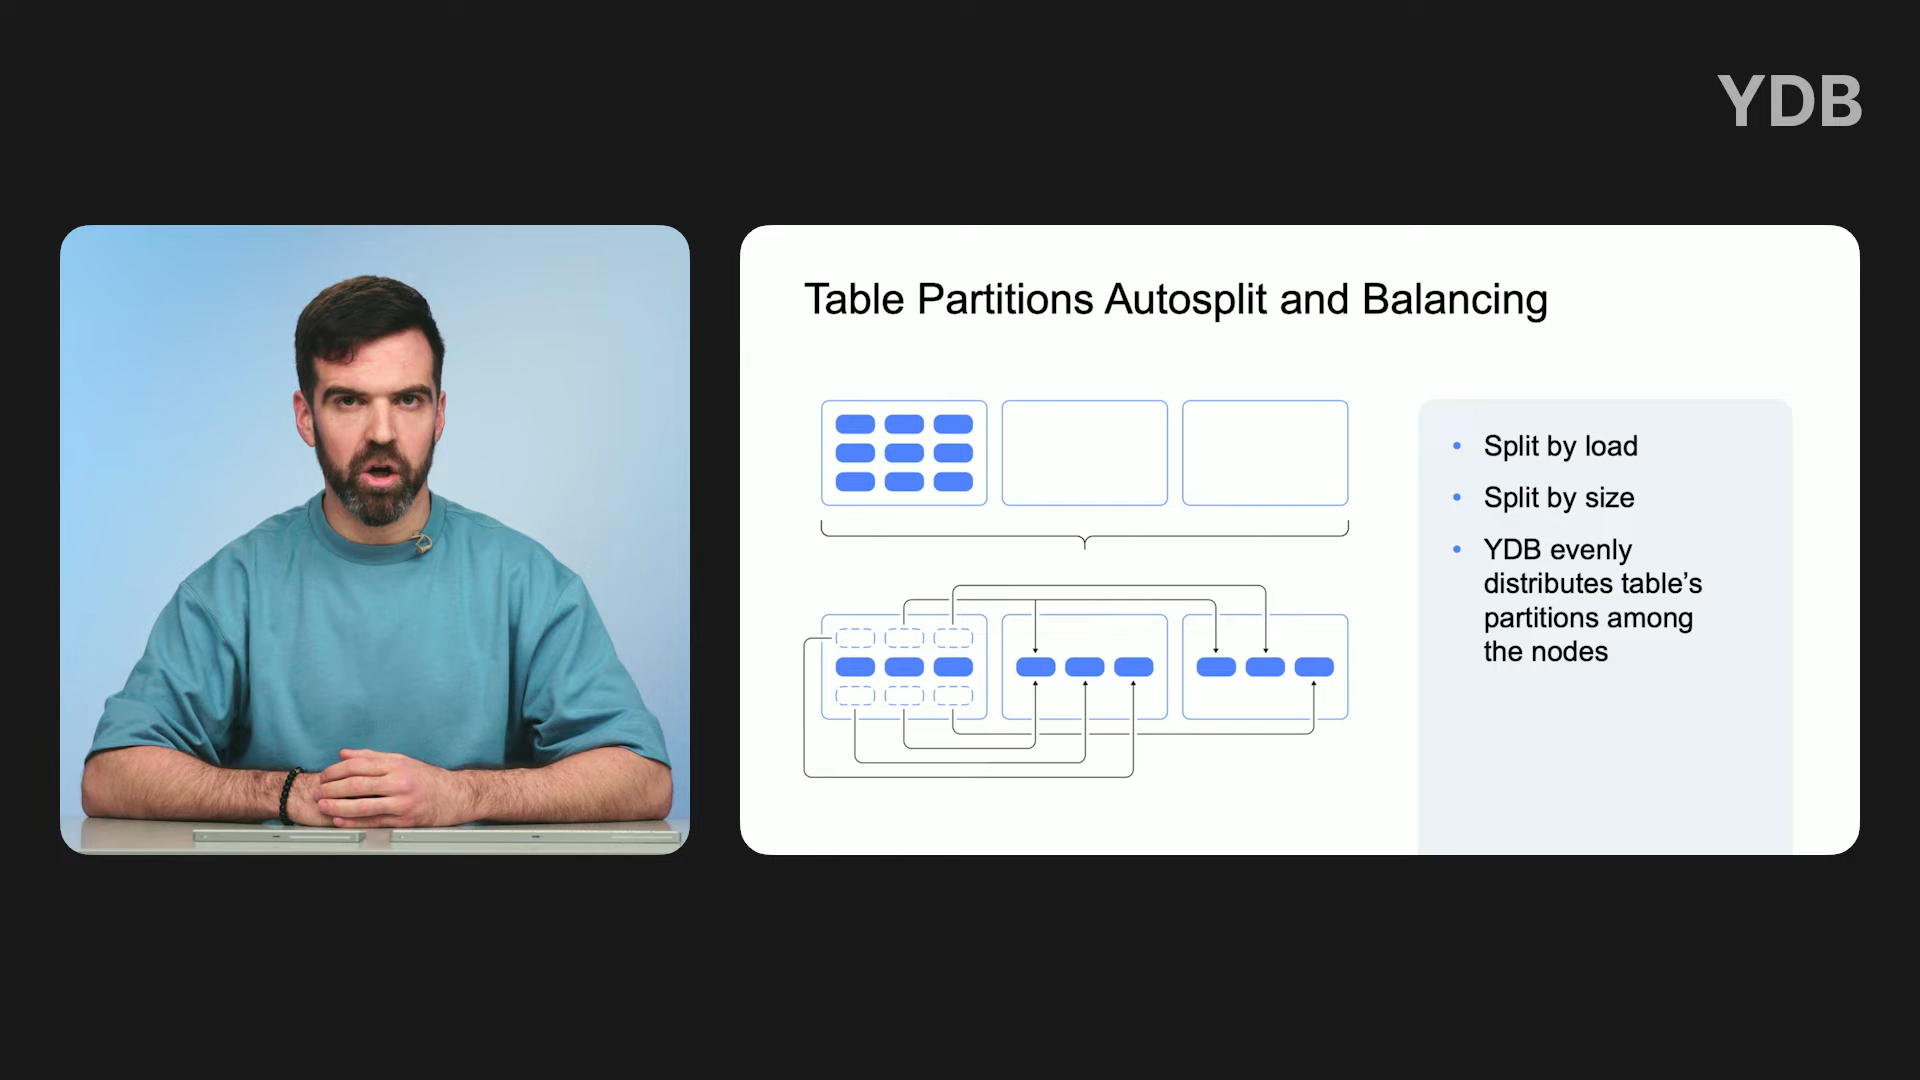 YDB
Table Partitions Autosplit and Balancing
• Split by load
• Split by size
• YDB evenly
distributes table’s
partitions among
the nodes